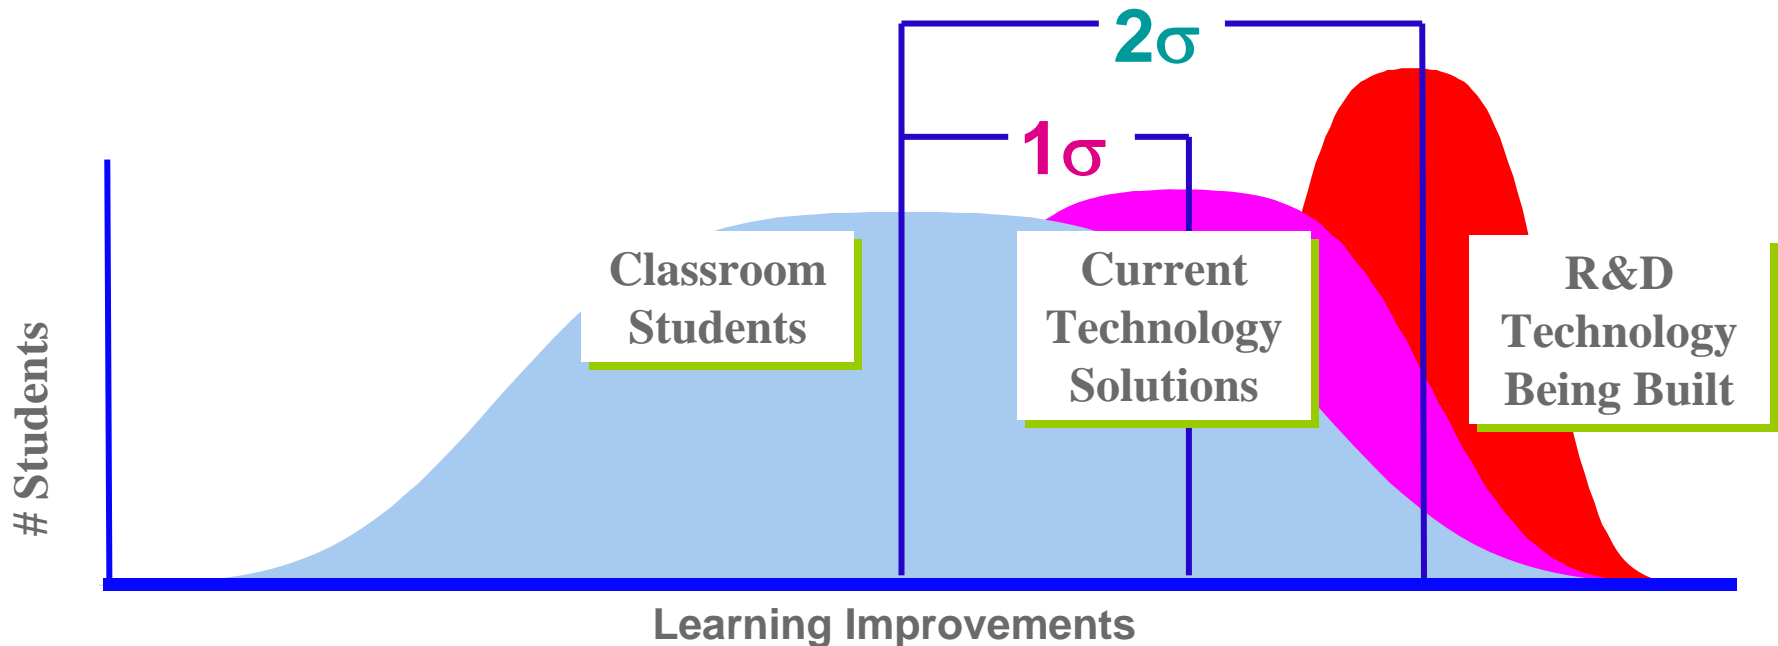 2σ
1σ
Classroom
Students
Current
Technology
Solutions
R&D
Technology
Being Built
# Students
Learning Improvements